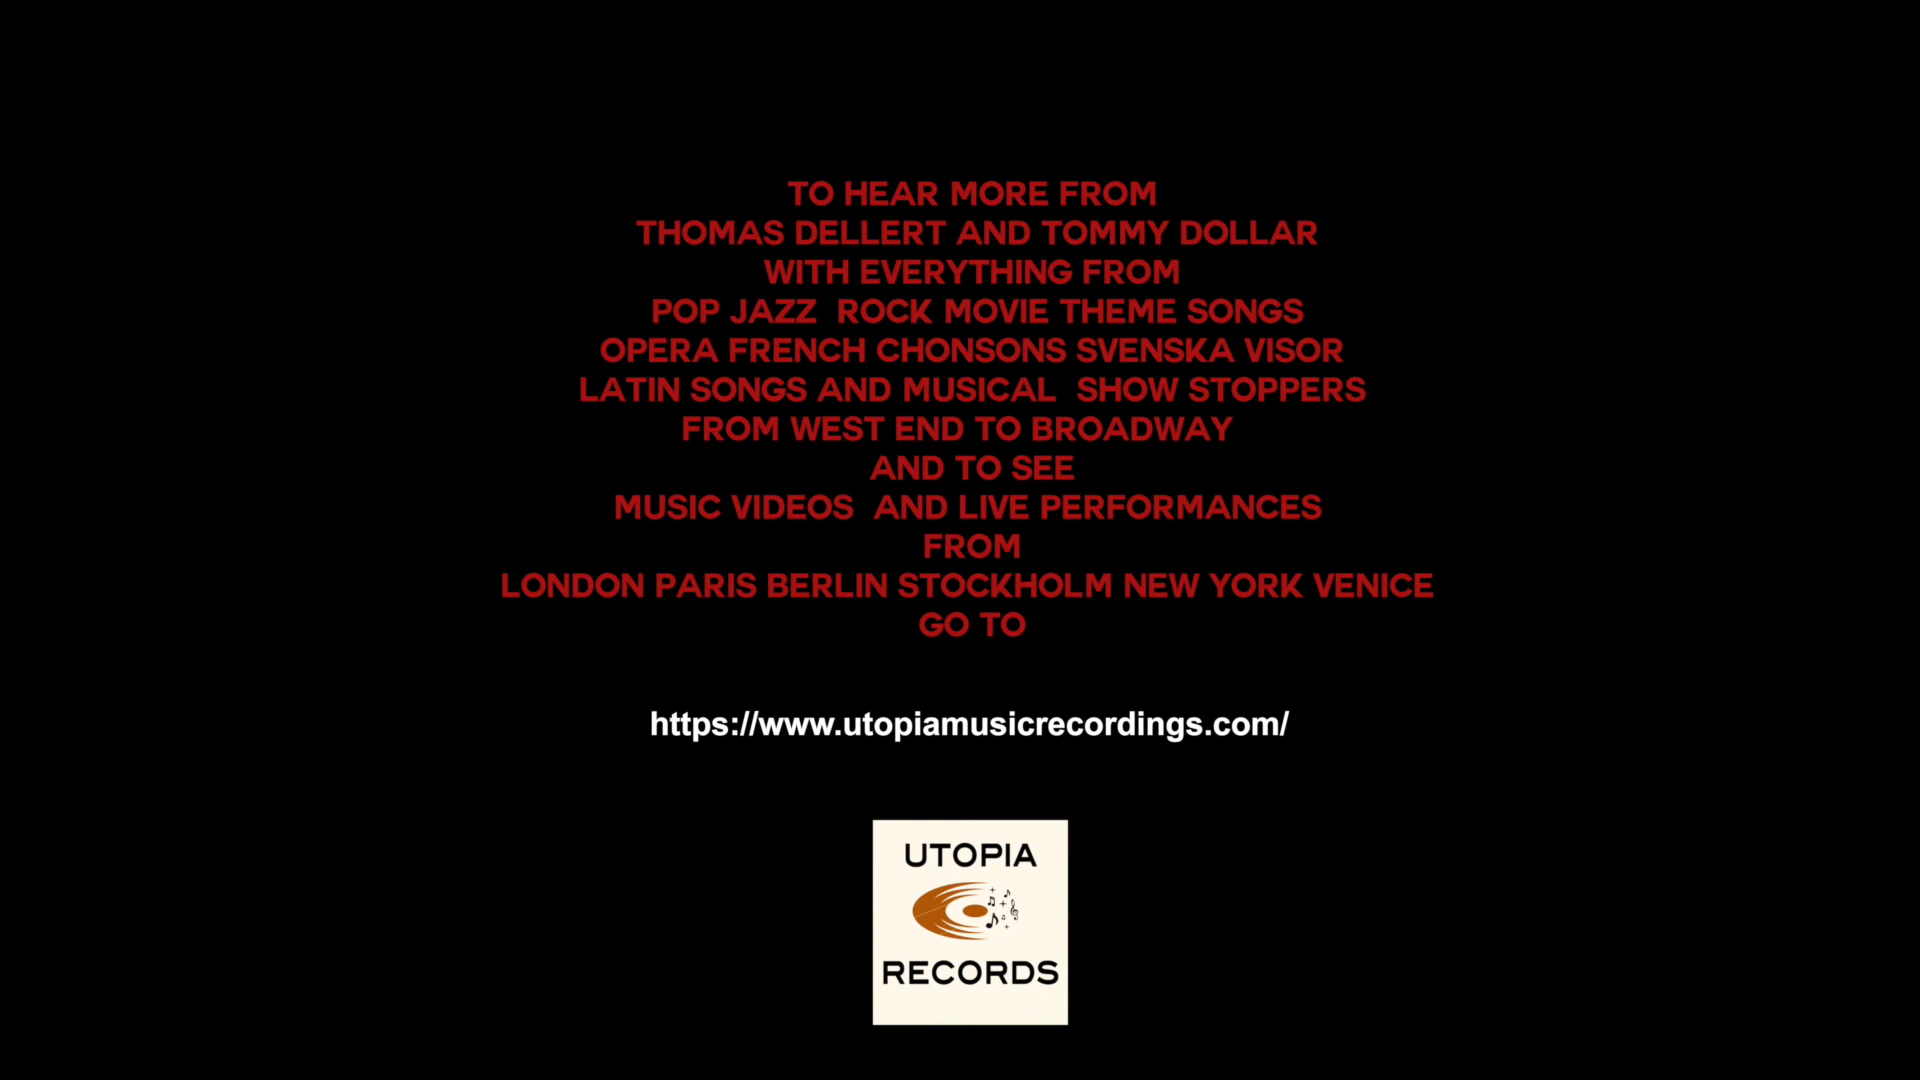 TO HEAR MORE FROM
THOMAS DELLERT AND TOMMY DOLLAR
WITH EVERYTHING FROM
POP JAZZ  ROCK MOVIE THEME SONGS
OPERA FRENCH CHONSONS SVENSKA VISOR
LATIN SONGS AND MUSICAL  SHOW STOPPERS
FROM WEST END TO BROADWAY
AND TO SEE
MUSIC VIDEOS  AND LIVE PERFORMANCES
FROM
LONDON PARIS BERLIN STOCKHOLM NEW YORK VENICE
GO TO
https://www.utopiamusicrecordings.com/
UTOPIA
RECORDS